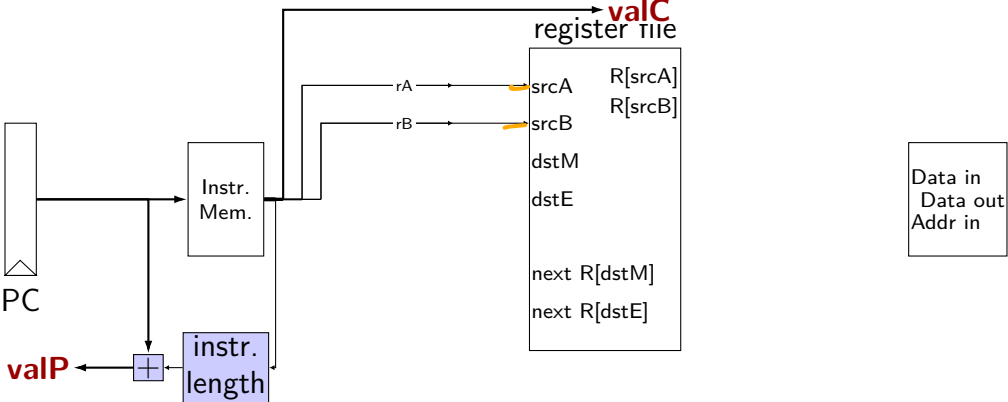 valC
register file
rA
srcA
R[srcA]
R[srcB]
rB
srcB
dstM
dstE
Instr.
Mem.
Data in
Data out
Addr in
next R[dstM]
next R[dstE]
PC
instr.
length
+
valP